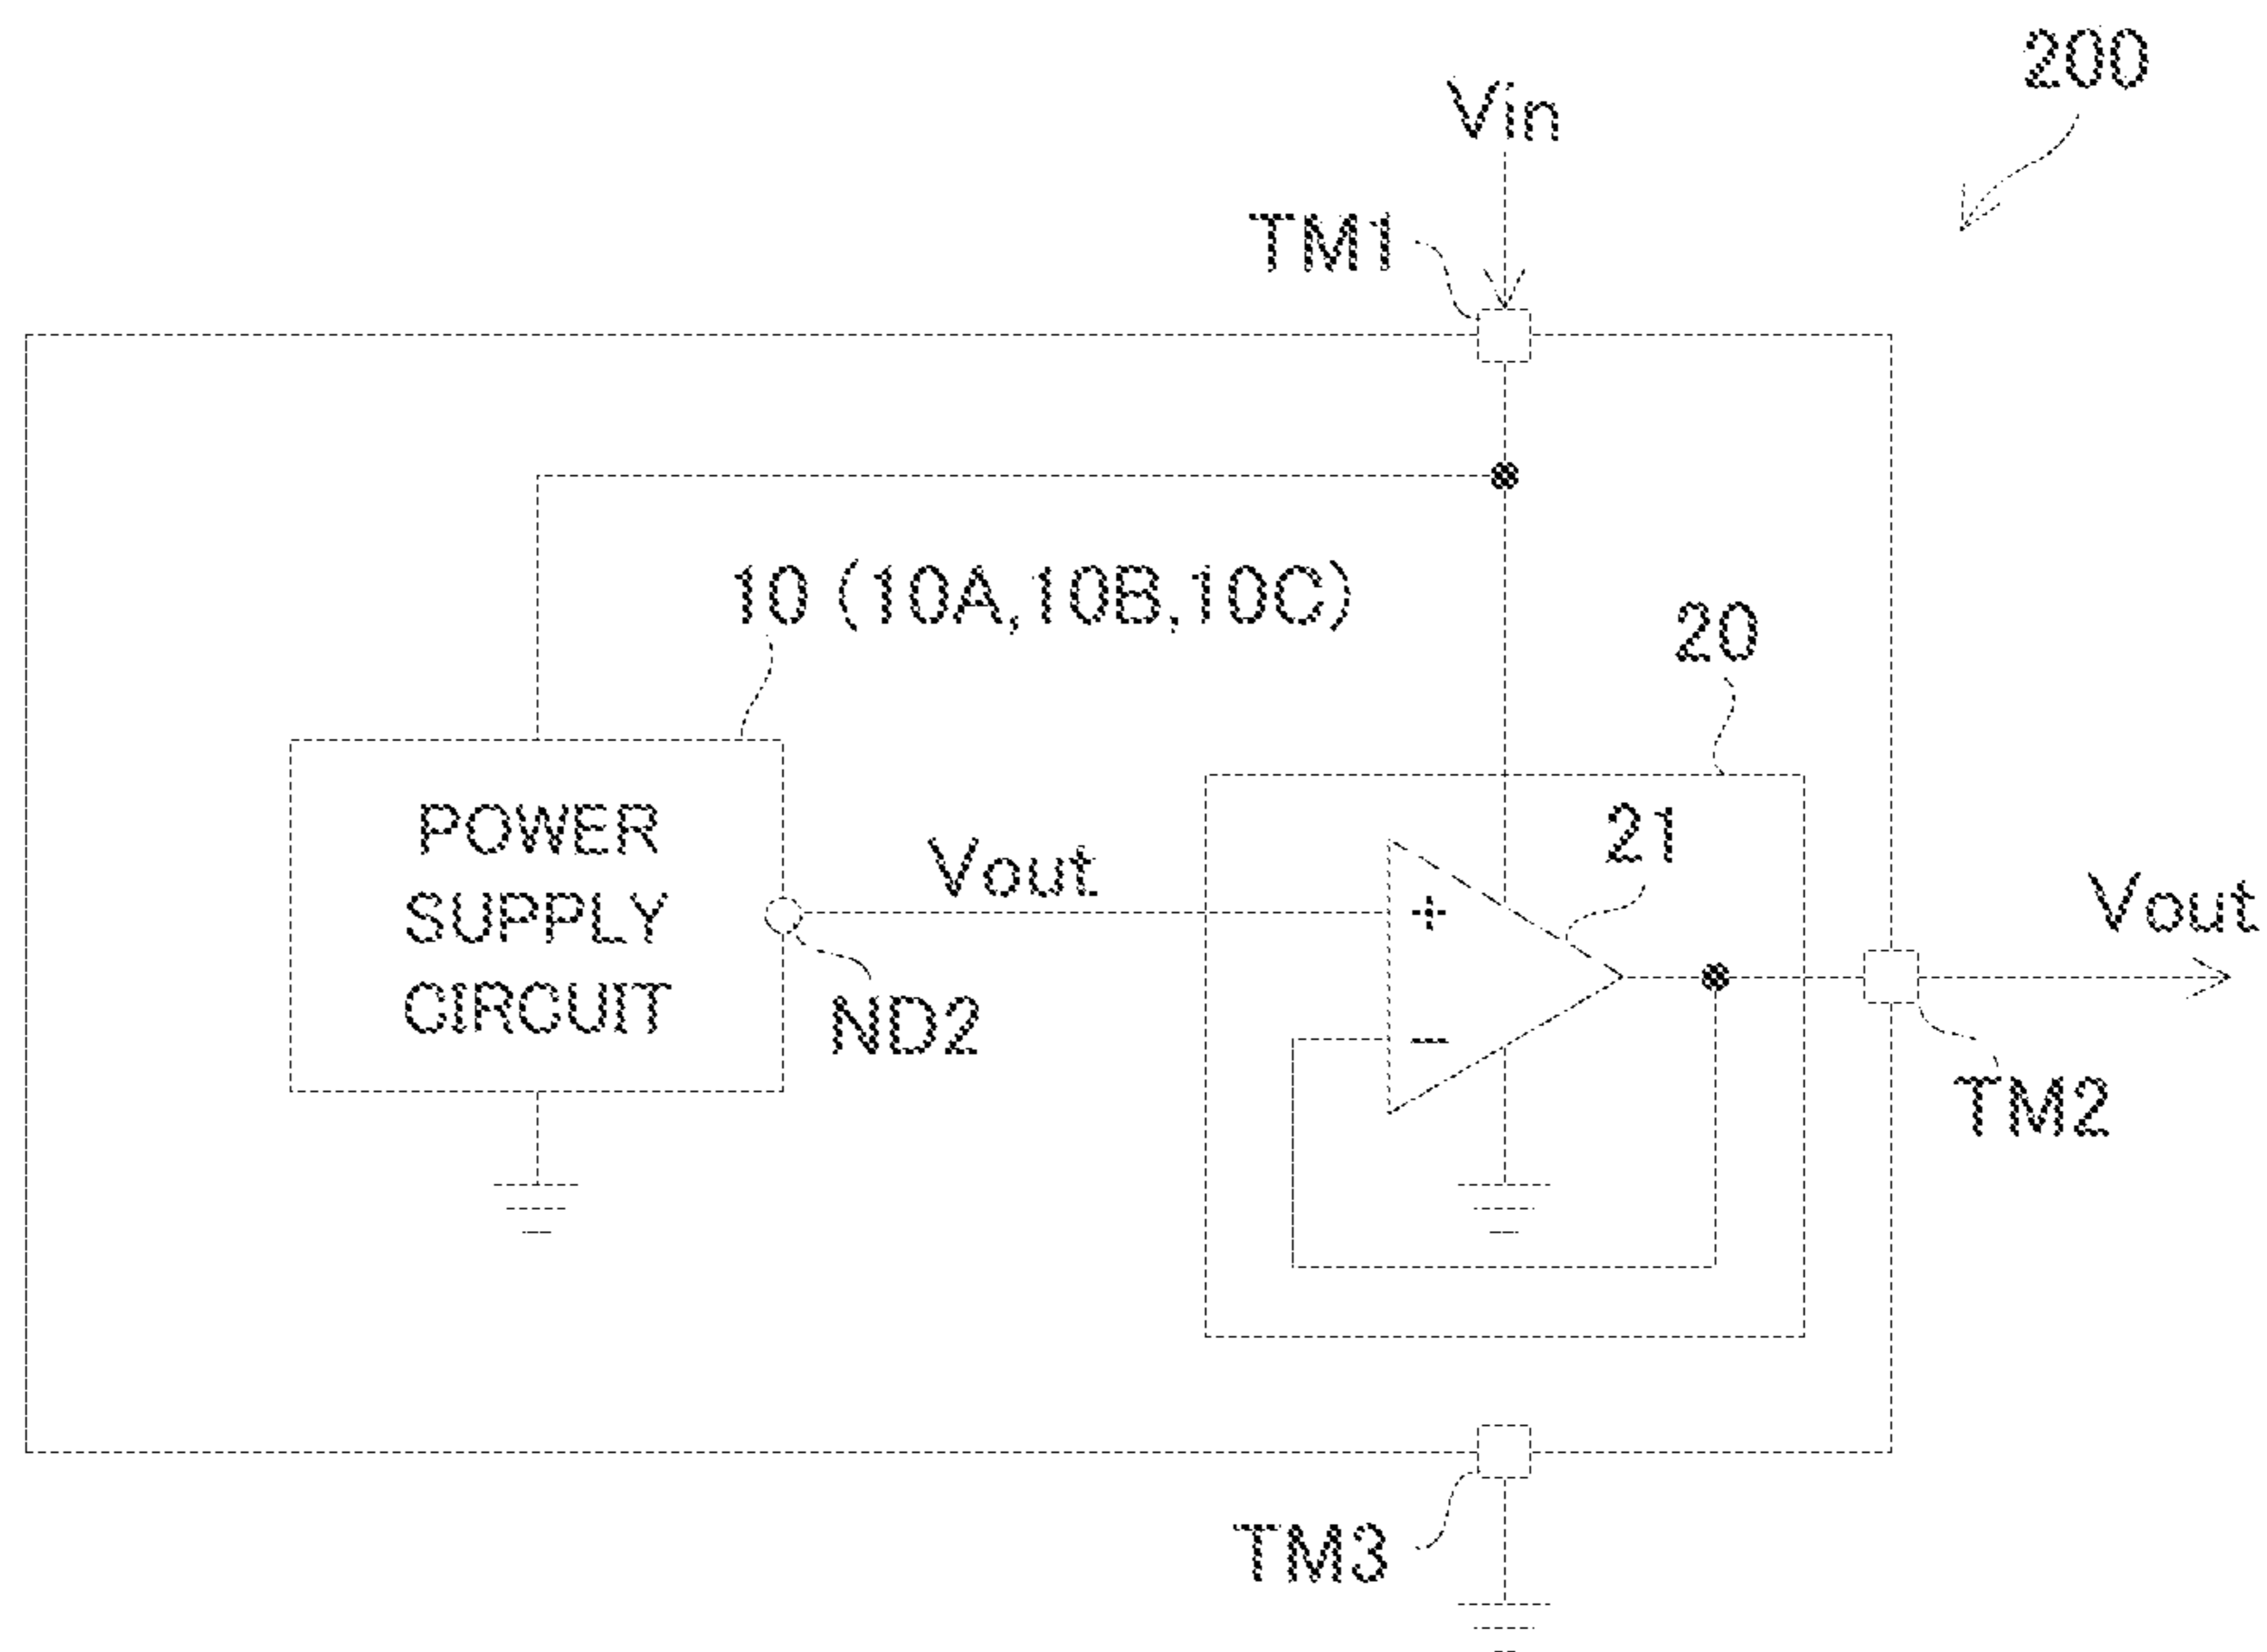 200
Vin
TM1
10 (10A,10B,10C)
20
POWER
SUPPLY
CIRCUIT
Vout
21
+
−
ND2
Vout
TM2
TM3